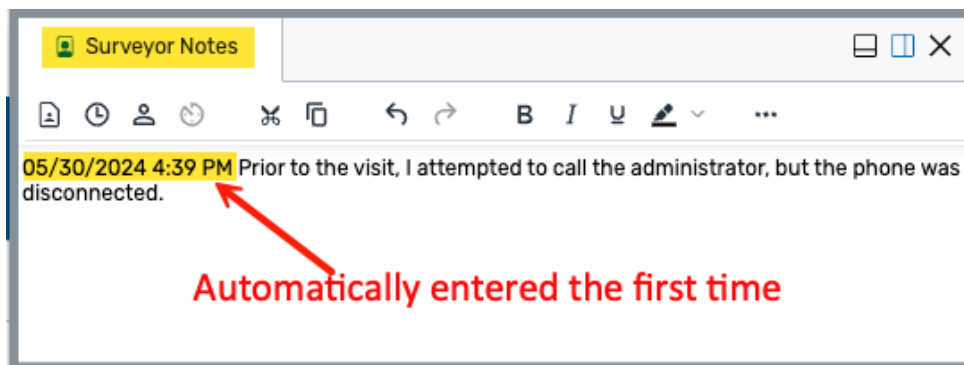 Surveyor Notes
B I U
05/30/2024 4:39 PM Prior to the visit, I attempted to call the administrator, but the phone was
disconnected.
Automatically entered the first time